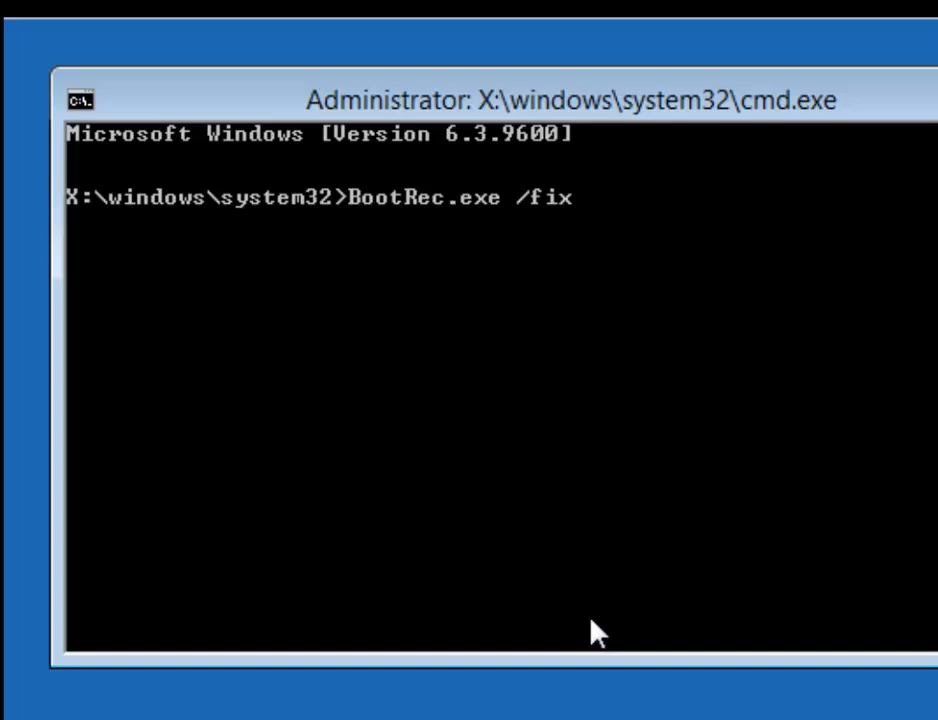 C:\.
Administrator: X:\windows\system32\cmd.exe
Microsoft Windows [Version 6.3.9600]
X:\windows\system32>BootRec.exe /fix